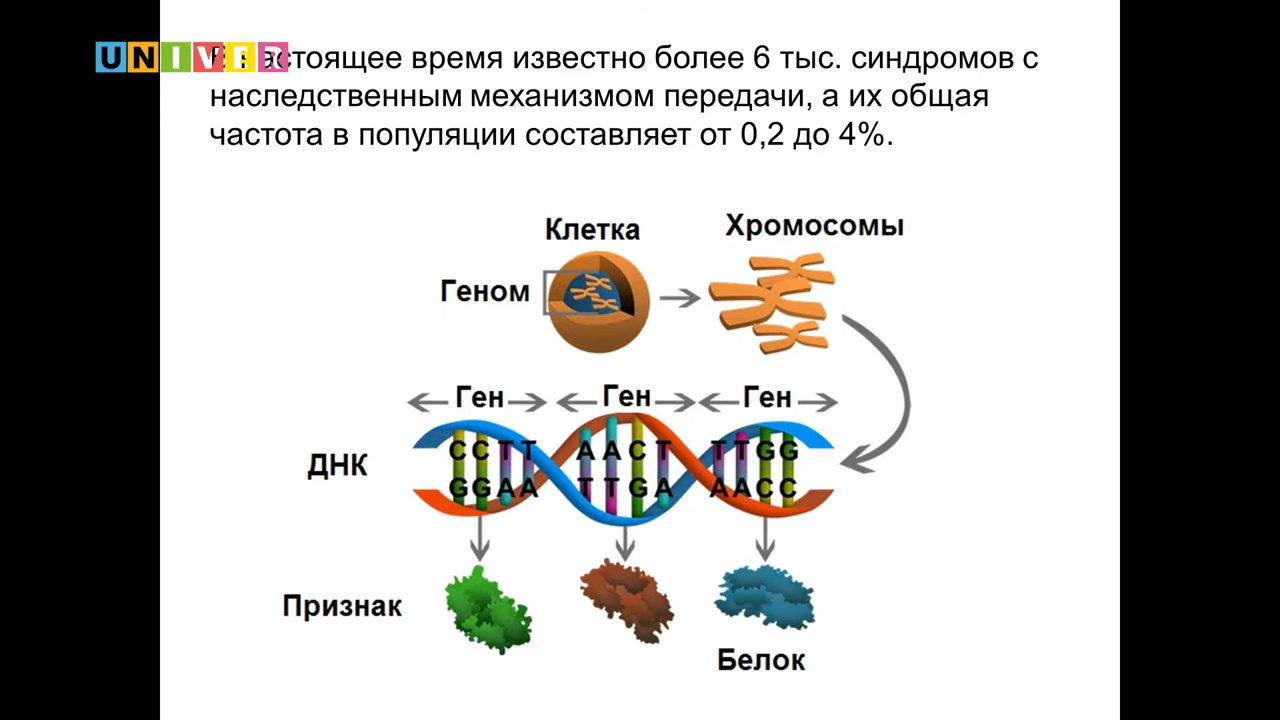 UNIVER
настоящее время известно более 6 тыс. синдромов с
наследственным механизмом передачи, а их общая
частота в популяции составляет от 0,2 до 4%.
Клетка
Хромосомы
Геном
Ген
Ген
Ген
ДНК
CCTT AACT TTGG
GGAA TTGA AACC
Признак
Белок